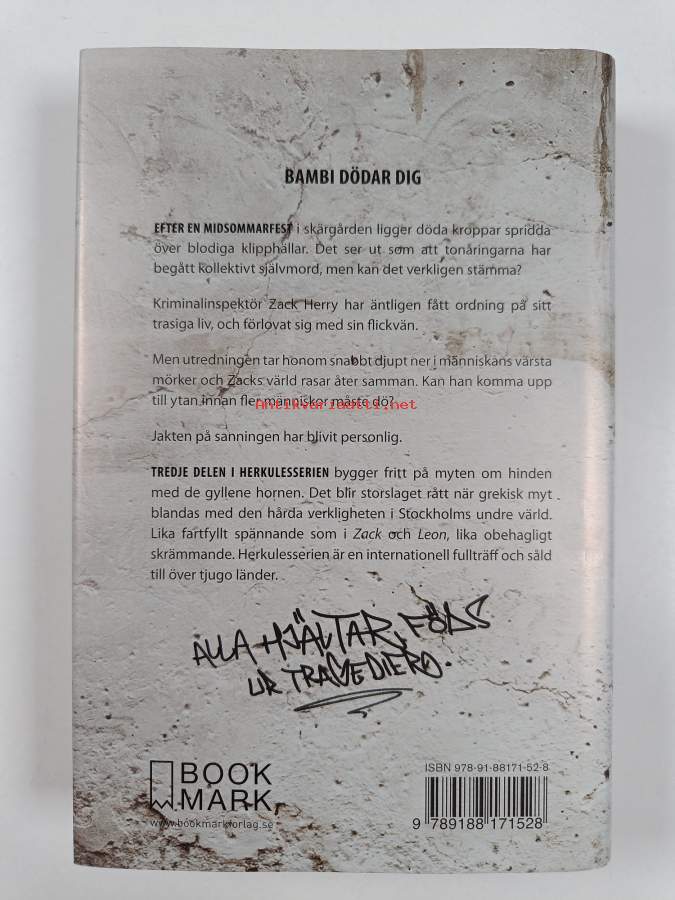 BAMBI DÖDAR DIG
EFTER EN MIDSOMMARFEST i skärgården ligger döda kroppar spridda
över blodiga klipphällar. Det ser ut som att tonåringarna har
begått kollektivt självmord, men kan det verkligen stämma?
Kriminalinspektör Zack Herry har äntligen fått ordning på sitt
trasiga liv, och förlovat sig med sin flickvän.
Men utredningen tar honom snabbt djupt ner i människans värsta
mörker och Zacks värld rasar åter samman. Kan han komma upp
till ytan innan fler människor måste dö?
Antikvariaatti.net
Jakten på sanningen har blivit personlig.
TREDJE DELEN I HERKULESSERIEN bygger fritt på myten om hinden
med de gyllene hornen. Det blir storslaget rått när grekisk myt
blandas med den hårda verkligheten i Stockholms undre värld.
Lika fartfyllt spännande som i Zack och Leon, lika obehagligt
skrämmande. Herkulesserien är en internationell fullträff och såld
till över tjugo länder.
ALLA HJÄLTAR FÖDS
UR TRAGEDIER.
BOOK
MARK
www.bookmarkforlag.se
ISBN 978-91-88171-52-8
9 789188 171528